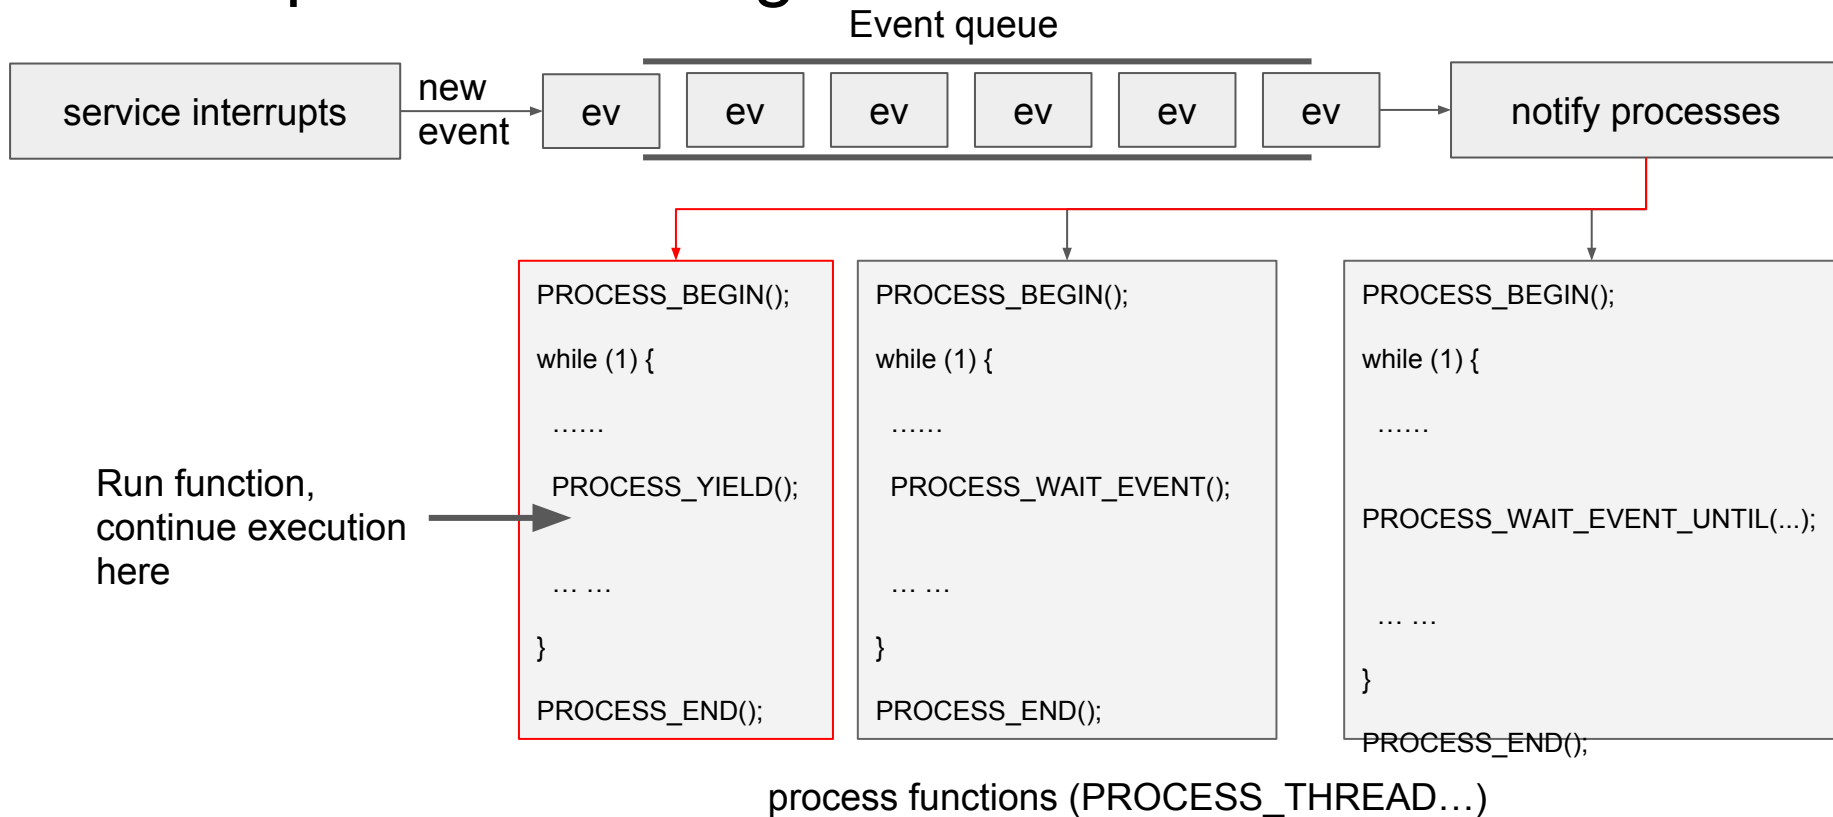 Event queue
service interrupts
new
event
ev
ev
ev
ev
ev
ev
notify processes
PROCESS_BEGIN();
while (1) {
……
PROCESS_YIELD();
… …
}
PROCESS_END();
PROCESS_BEGIN();
while (1) {
……
PROCESS_WAIT_EVENT();
… …
}
PROCESS_END();
PROCESS_BEGIN();
while (1) {
……
PROCESS_WAIT_EVENT_UNTIL(...);
… …
}
PROCESS_END();
Run function,
continue execution
here
process functions (PROCESS_THREAD…)